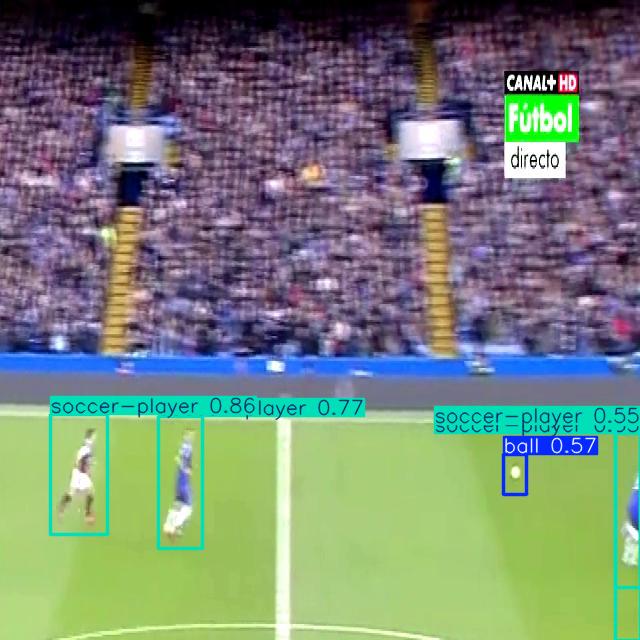 CANAL+ HD
Fútbol
directo
soccer-player 0.86
layer 0.77
soccer-player 0.55
ball 0.57